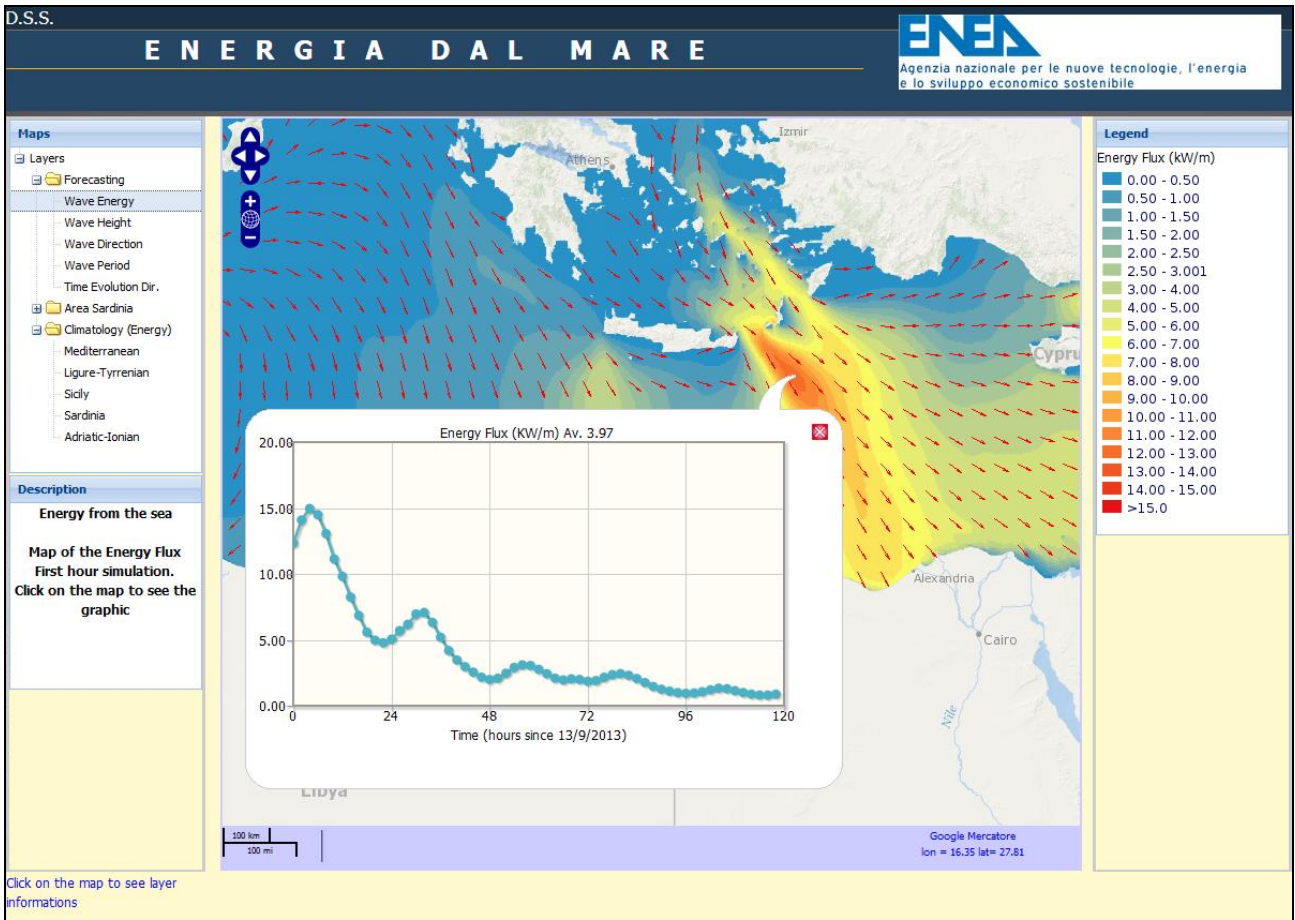 D.S.S.
ENERGIA DAL MARE
ENEA
Agenzia nazionale per le nuove tecnologie, l'energia
e lo sviluppo economico sostenibile
Maps
Layers
Forecasting
Wave Energy
Wave Height
Wave Direction
Wave Period
Time Evolution Dir.
Area Sardinia
Climatology (Energy)
Mediterranean
Ligure-Tyrrenian
Sicily
Sardinia
Adriatic-Ionian
Description
Energy from the sea
Map of the Energy Flux
First hour simulation.
Click on the map to see the
graphic
Izmir
Athens
Cypru
Alexandria
Cairo
Nile
Libya
Energy Flux (KW/m) Av. 3.97
20.00
15.00
10.00
5.00
0.00
0 24 48 72 96 120
Time (hours since 13/9/2013)
100 km
100 mi
Google Mercatore
lon = 16.35 lat= 27.81
Legend
Energy Flux (kW/m)
0.00 - 0.50
0.50 - 1.00
1.00 - 1.50
1.50 - 2.00
2.00 - 2.50
2.50 - 3.001
3.00 - 4.00
4.00 - 5.00
5.00 - 6.00
6.00 - 7.00
7.00 - 8.00
8.00 - 9.00
9.00 - 10.00
10.00 - 11.00
11.00 - 12.00
12.00 - 13.00
13.00 - 14.00
14.00 - 15.00
>15.0
Click on the map to see layer
informations